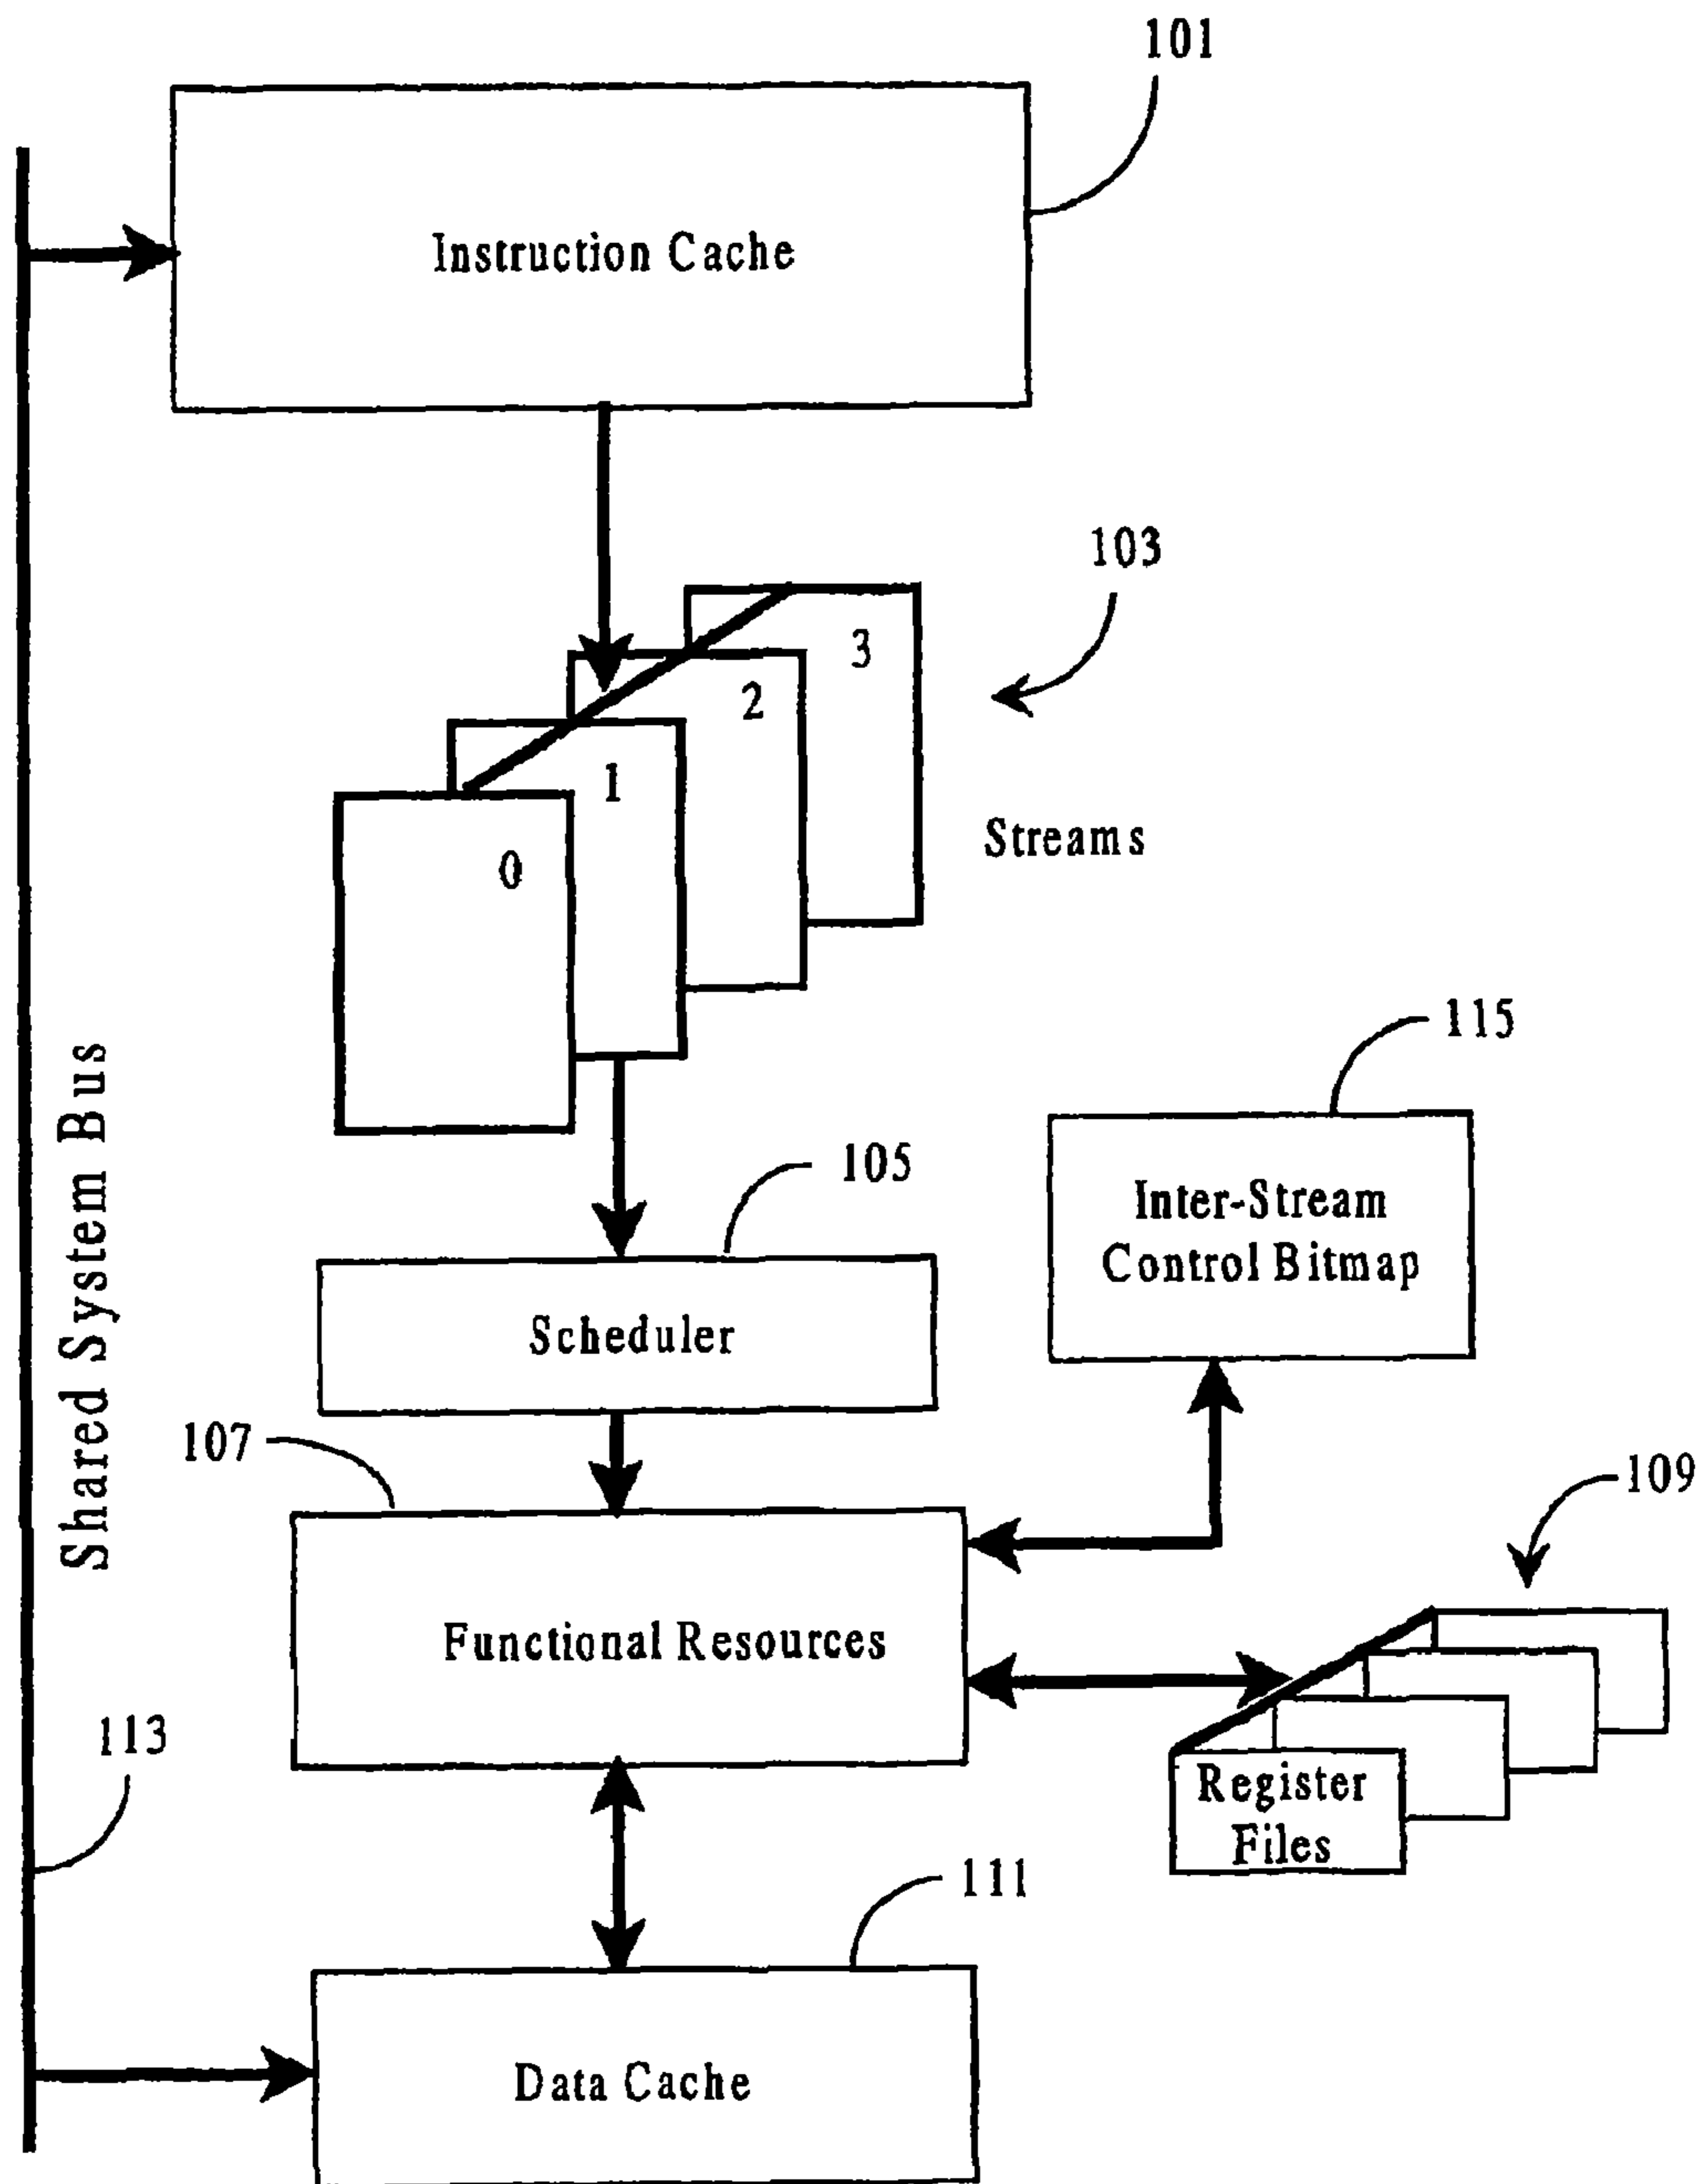 101
Instruction Cache
103
3
2
1
0
Streams
115
Inter-Stream
Control Bitmap
105
Scheduler
Shared System Bus
107
109
Functional Resources
113
Register
Files
111
Data Cache